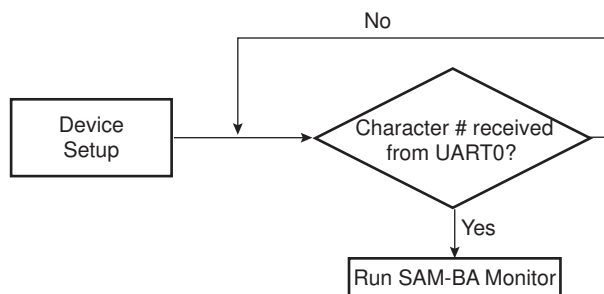 No
Device
Setup
Character # received
from UART0?
Yes
Run SAM-BA Monitor